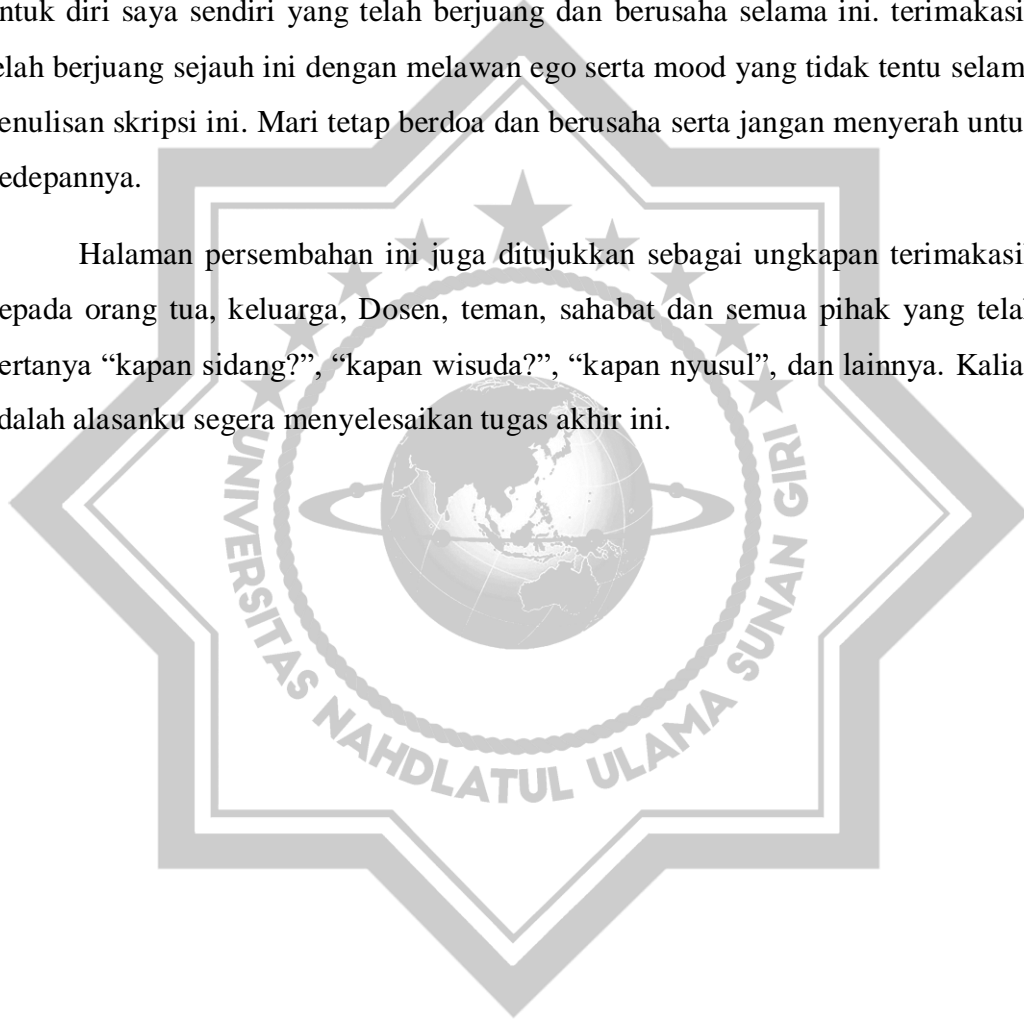 ntuk diri saya sendiri yang telah berjuang dan berusaha selama ini. terimakasi
elah berjuang sejauh ini dengan melawan ego serta mood yang tidak tentu selam
enulisan skripsi ini. Mari tetap berdoa dan berusaha serta jangan menyerah untu
edepannya.
Halaman persembahan ini juga ditujukkan sebagai ungkapan terimakasi
epada orang tua, keluarga, Dosen, teman, sahabat dan semua pihak yang tela
ertanya “kapan sidang?”, “kapan wisuda?”, “kapan nyusul”, dan lainnya. Kalia
dalah alasanku segera menyelesaikan tugas akhir ini.
UNIVERSITAS NAHDLATUL ULAMA SUNAN GIRI